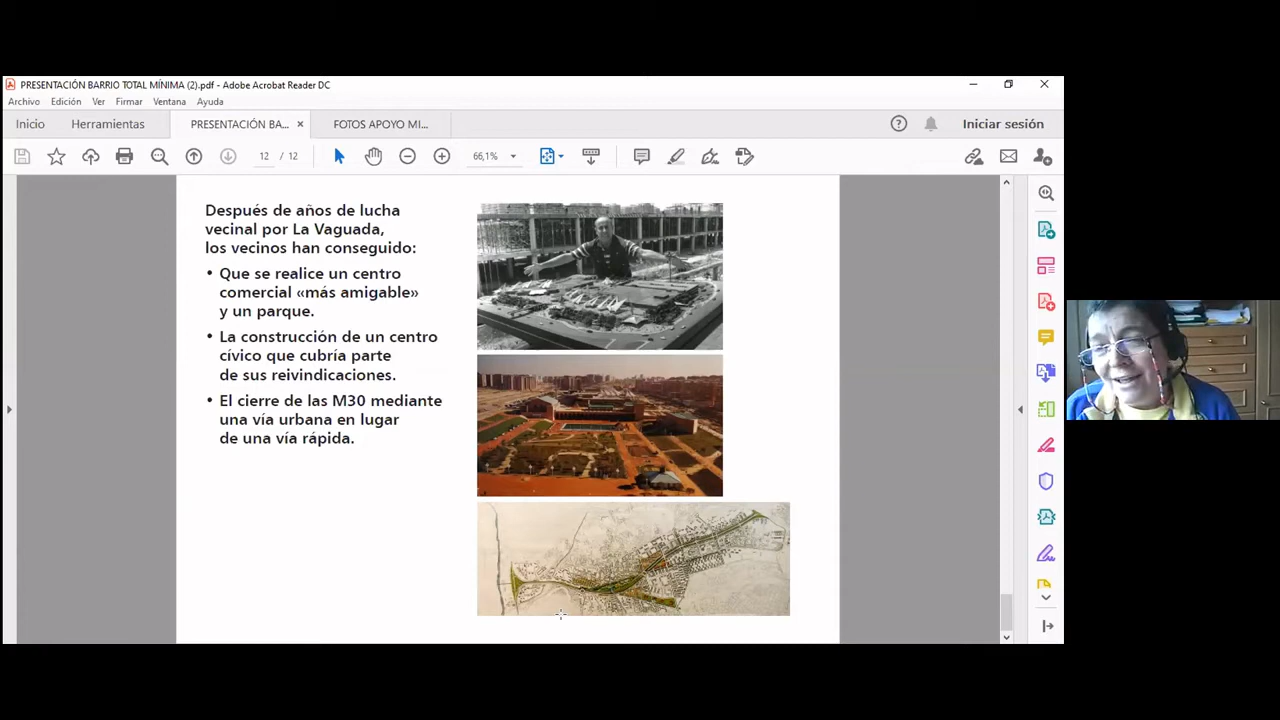 PRESENTACIÓN BARRIO TOTAL MÍNIMA (2).pdf - Adobe Acrobat Reader DC
Archivo Edición Ver Firmar Ventana Ayuda
Inicio Herramientas PRESENTACIÓN BA... × FOTOS APOYO MI... Iniciar sesión
12 / 12 66,1%
Después de años de lucha
vecinal por La Vaguada,
los vecinos han conseguido:
• Que se realice un centro
comercial «más amigable»
y un parque.
• La construcción de un centro
cívico que cubría parte
de sus reivindicaciones.
• El cierre de las M30 mediante
una vía urbana en lugar
de una vía rápida.